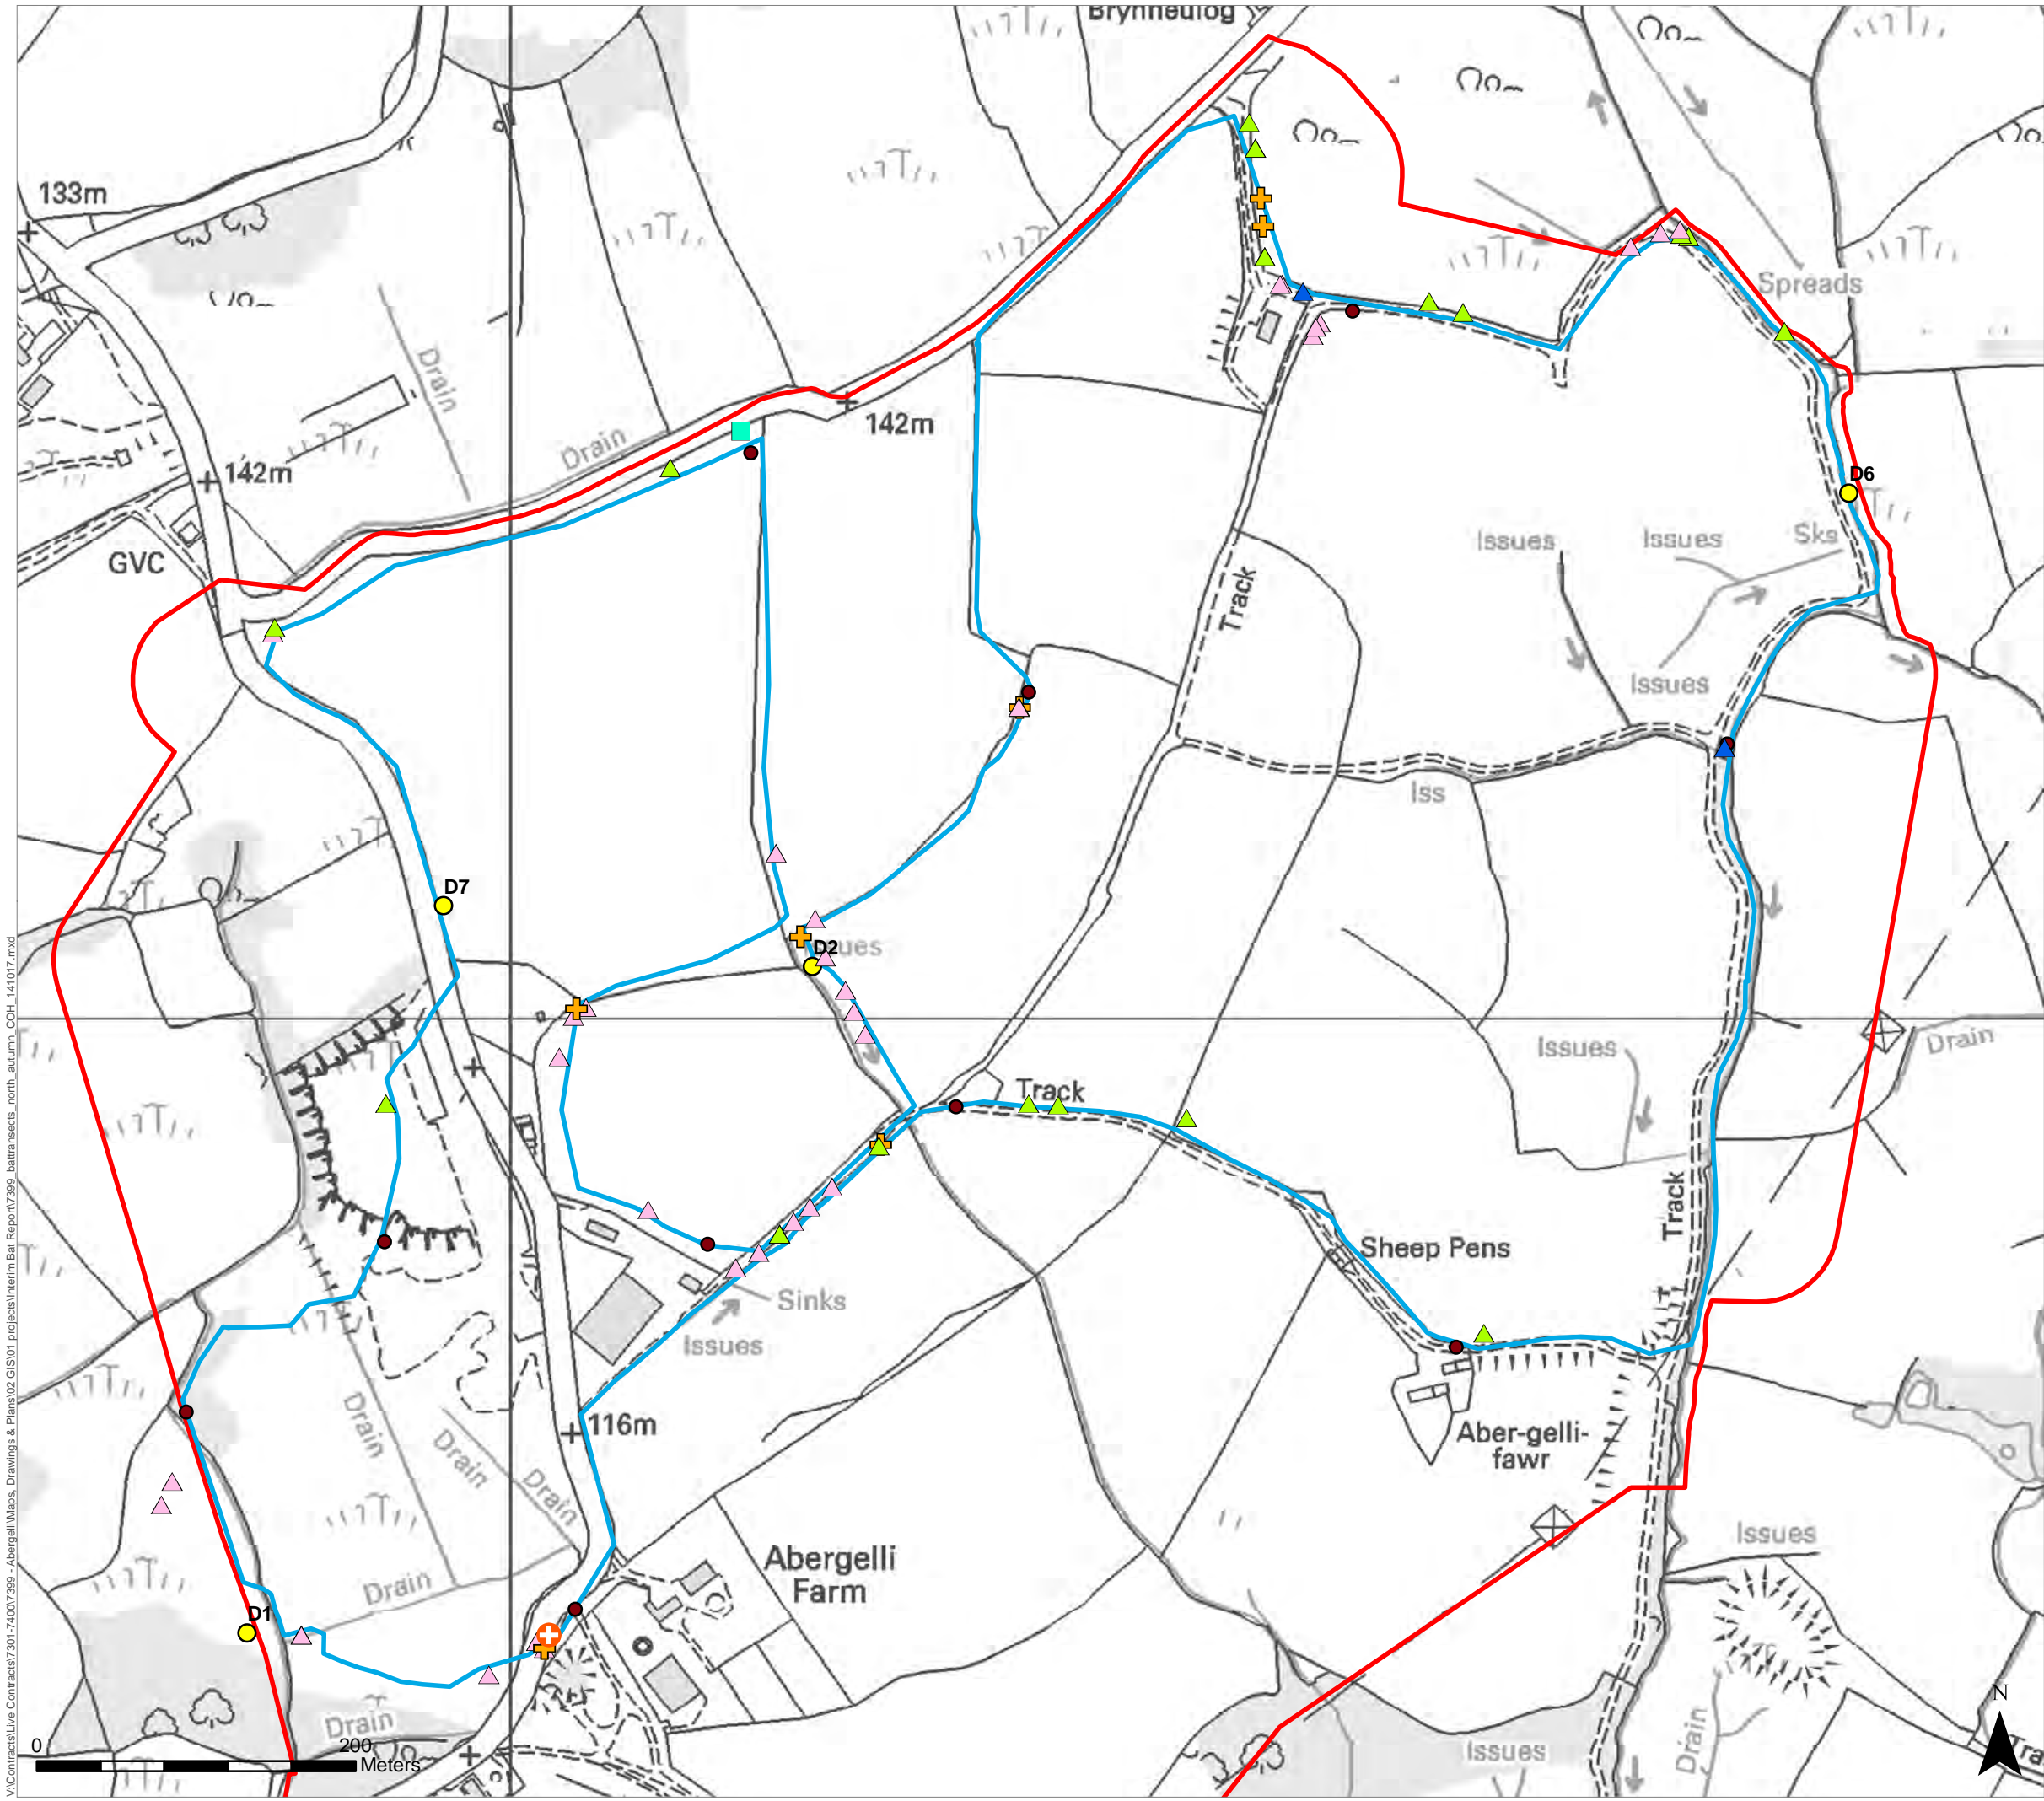 Brynneulog
133m
Spreads
Drain
142m
Drain
142m
D6
GVC
Issues
Issues
Sks
Track
Issues
Iss
D7
D2
Issues
Drain
Track
Track
Sheep Pens
Sinks
Issues
116m
Drain
Drain
Drain
Aber-gelli-
fawr
Issues
Abergelli
Farm
Drain
D1
Drain
Drain
Issues
N
0
200
Meters
V:\Contracts\Live Contracts\7301-7400\7399 - Abergelli\Maps, Drawings & Plans\02 GIS\01 projects\Interim Bat Report\7399_battransects_north_autumn_COH_141017.mxd